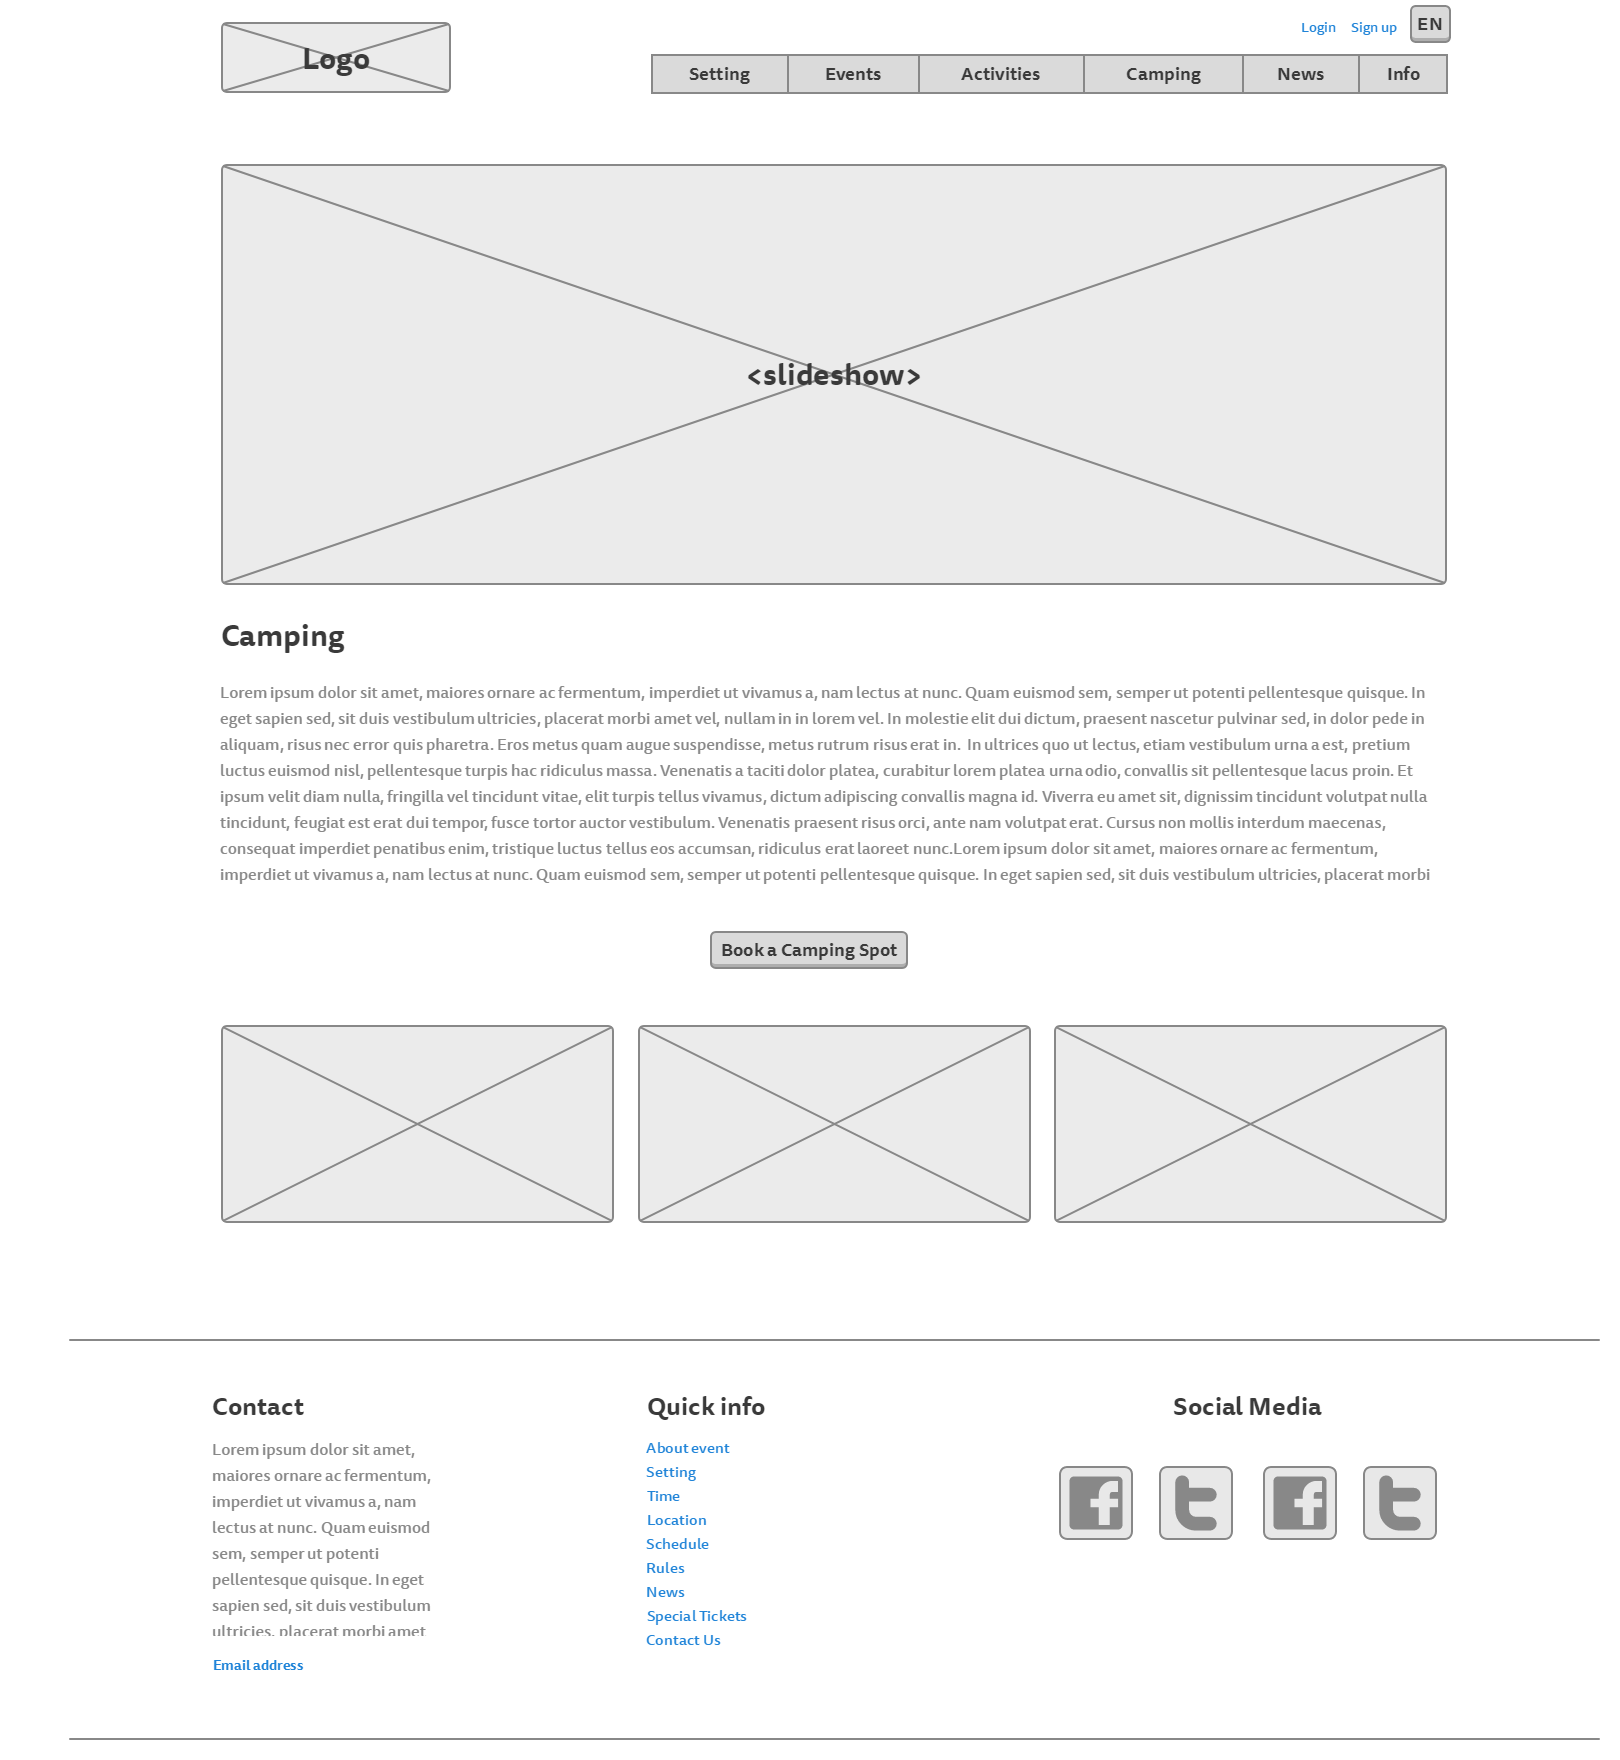 Login Sign up EN
Logo
Setting Events Activities Camping News Info
<slideshow>
Camping
Lorem ipsum dolor sit amet, maiores ornare ac fermentum, imperdiet ut vivamus a, nam lectus at nunc. Quam euismod sem, semper ut potenti pellentesque quisque. In
eget sapien sed, sit duis vestibulum ultricies, placerat morbi amet vel, nullam in in lorem vel. In molestie elit dui dictum, praesent nascetur pulvinar sed, in dolor pede in
aliquam, risus nec error quis pharetra. Eros metus quam augue suspendisse, metus rutrum risus erat in. In ultrices quo ut lectus, etiam vestibulum urna a est, pretium
luctus euismod nisl, pellentesque turpis hac ridiculus massa. Venenatis a taciti dolor platea, curabitur lorem platea urna odio, convallis sit pellentesque lacus proin. Et
ipsum velit diam nulla, fringilla vel tincidunt vitae, elit turpis tellus vivamus, dictum adipiscing convallis magna id. Viverra eu amet sit, dignissim tincidunt volutpat nulla
tincidunt, feugiat est erat dui tempor, fusce tortor auctor vestibulum. Venenatis praesent risus orci, ante nam volutpat erat. Cursus non mollis interdum maecenas,
consequat imperdiet penatibus enim, tristique luctus tellus eos accumsan, ridiculus erat laoreet nunc.Lorem ipsum dolor sit amet, maiores ornare ac fermentum,
imperdiet ut vivamus a, nam lectus at nunc. Quam euismod sem, semper ut potenti pellentesque quisque. In eget sapien sed, sit duis vestibulum ultricies, placerat morbi
Book a Camping Spot
Contact
Lorem ipsum dolor sit amet,
maiores ornare ac fermentum,
imperdiet ut vivamus a, nam
lectus at nunc. Quam euismod
sem, semper ut potenti
pellentesque quisque. In eget
sapien sed, sit duis vestibulum
ultricies, placerat morbi amet
Email address
Quick info
About event
Setting
Time
Location
Schedule
Rules
News
Special Tickets
Contact Us
Social Media